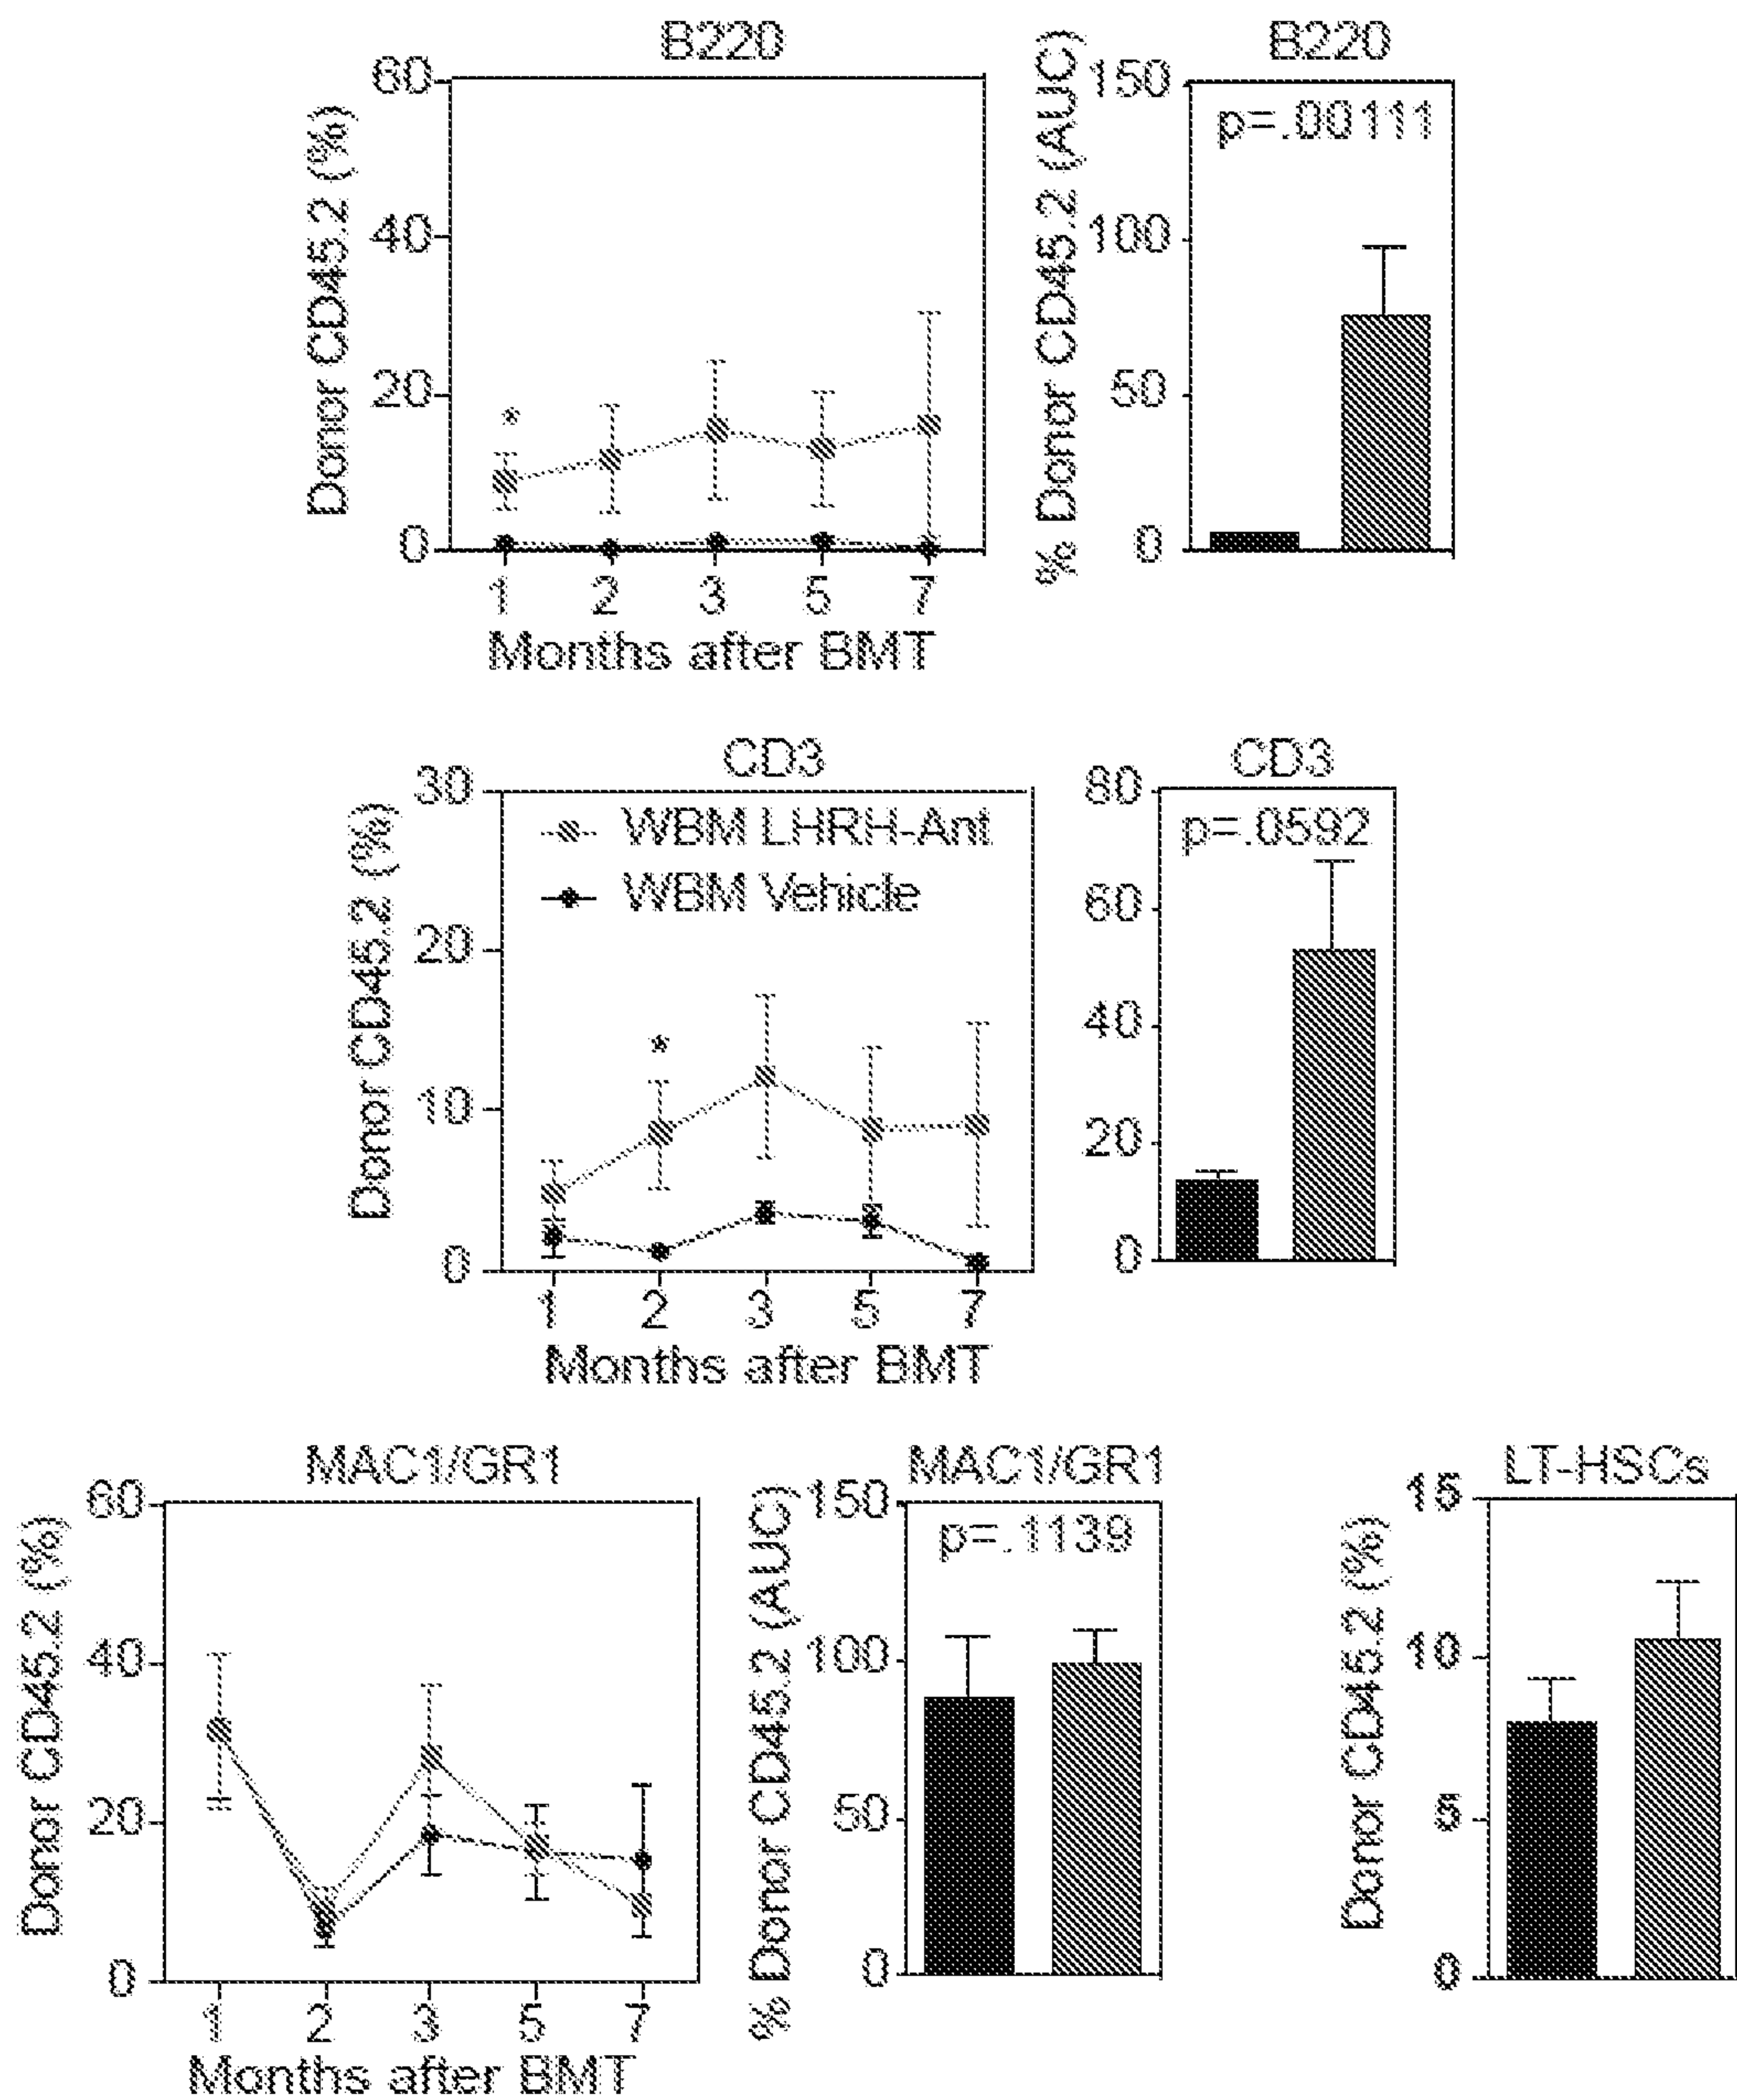 B220
Donor CD45.2 (%)
60
40
20
0
*
1 2 3 5 7
Months after BMT
B220
% Donor CD45.2 (AUC)
150
100
50
0
p=.00111
CD3
Donor CD45.2 (%)
30
20
10
0
WBM LHRH-Ant
WBM Vehicle
*
1 2 3 5 7
Months after BMT
CD3
80
60
40
20
0
p=.0592
MAC1/GR1
Donor CD45.2 (%)
60
40
20
0
1 2 3 5 7
Months after BMT
MAC1/GR1
% Donor CD45.2 (AUC)
150
100
50
0
p=.1139
LT-HSCs
Donor CD45.2 (%)
15
10
5
0